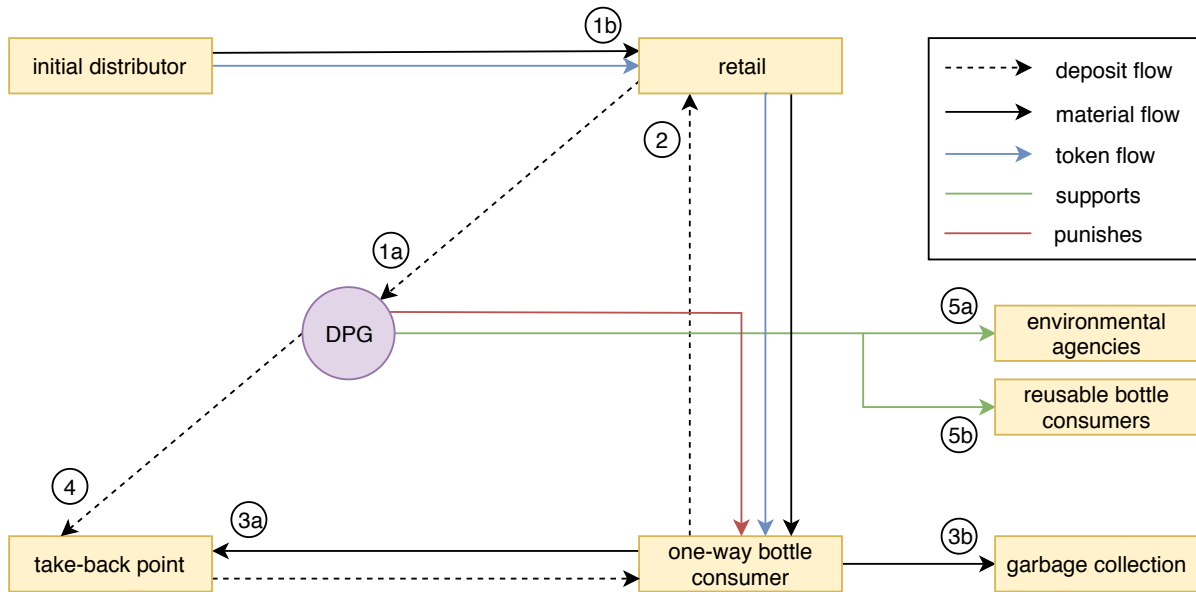 1b
initial distributor
retail
deposit flow
material flow
token flow
supports
punishes
2
1a
DPG
5a
environmental
agencies
reusable bottle
consumers
5b
4
3a
3b
take-back point
one-way bottle
consumer
garbage collection